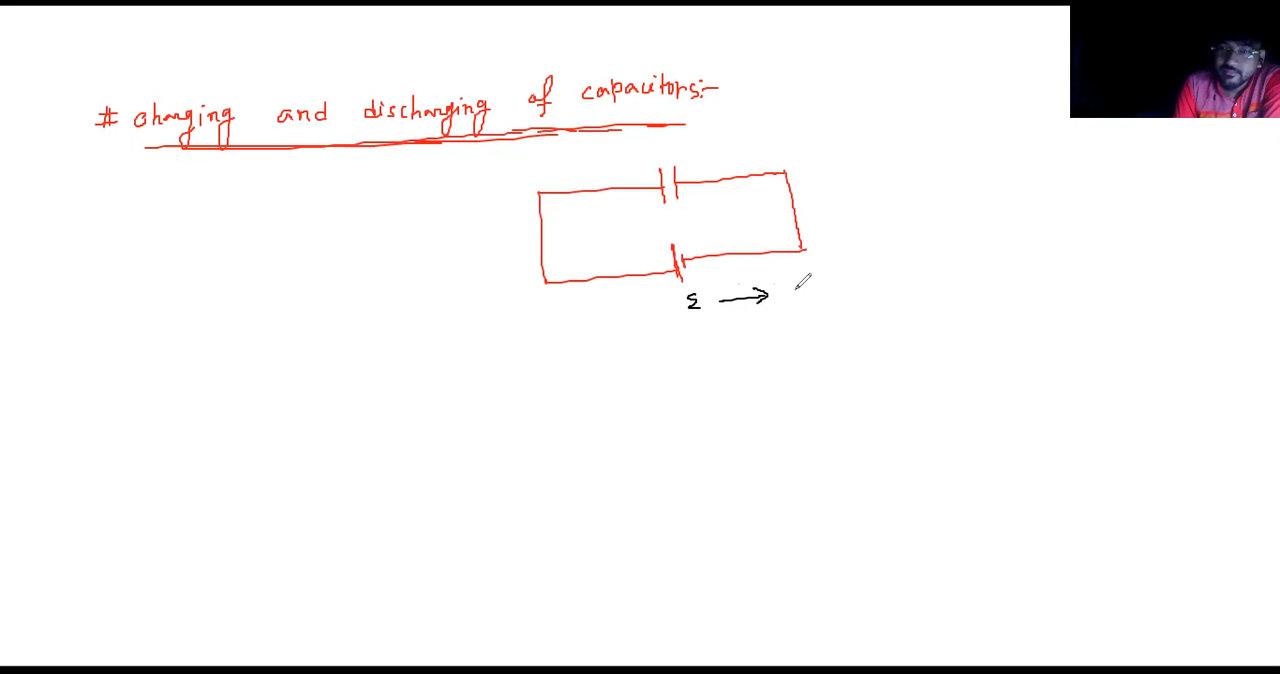 # charging and discharging of capacitors:-
ε →